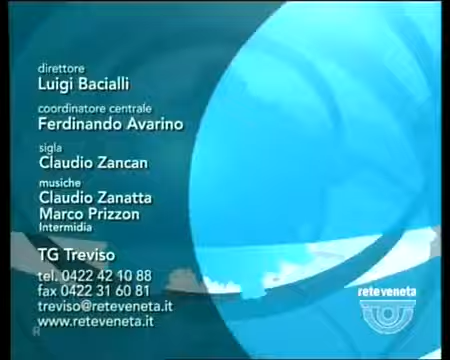 direttore
Luigi Bacialli
coordinatore centrale
Ferdinando Avarino
sigla
Claudio Zancan
musiche
Claudio Zanatta
Marco Prizzon
Intermidia
TG Treviso
tel. 0422 42 10 88
fax 0422 31 60 81
treviso@reteveneta.it
www.reteveneta.it
reteveneta
R